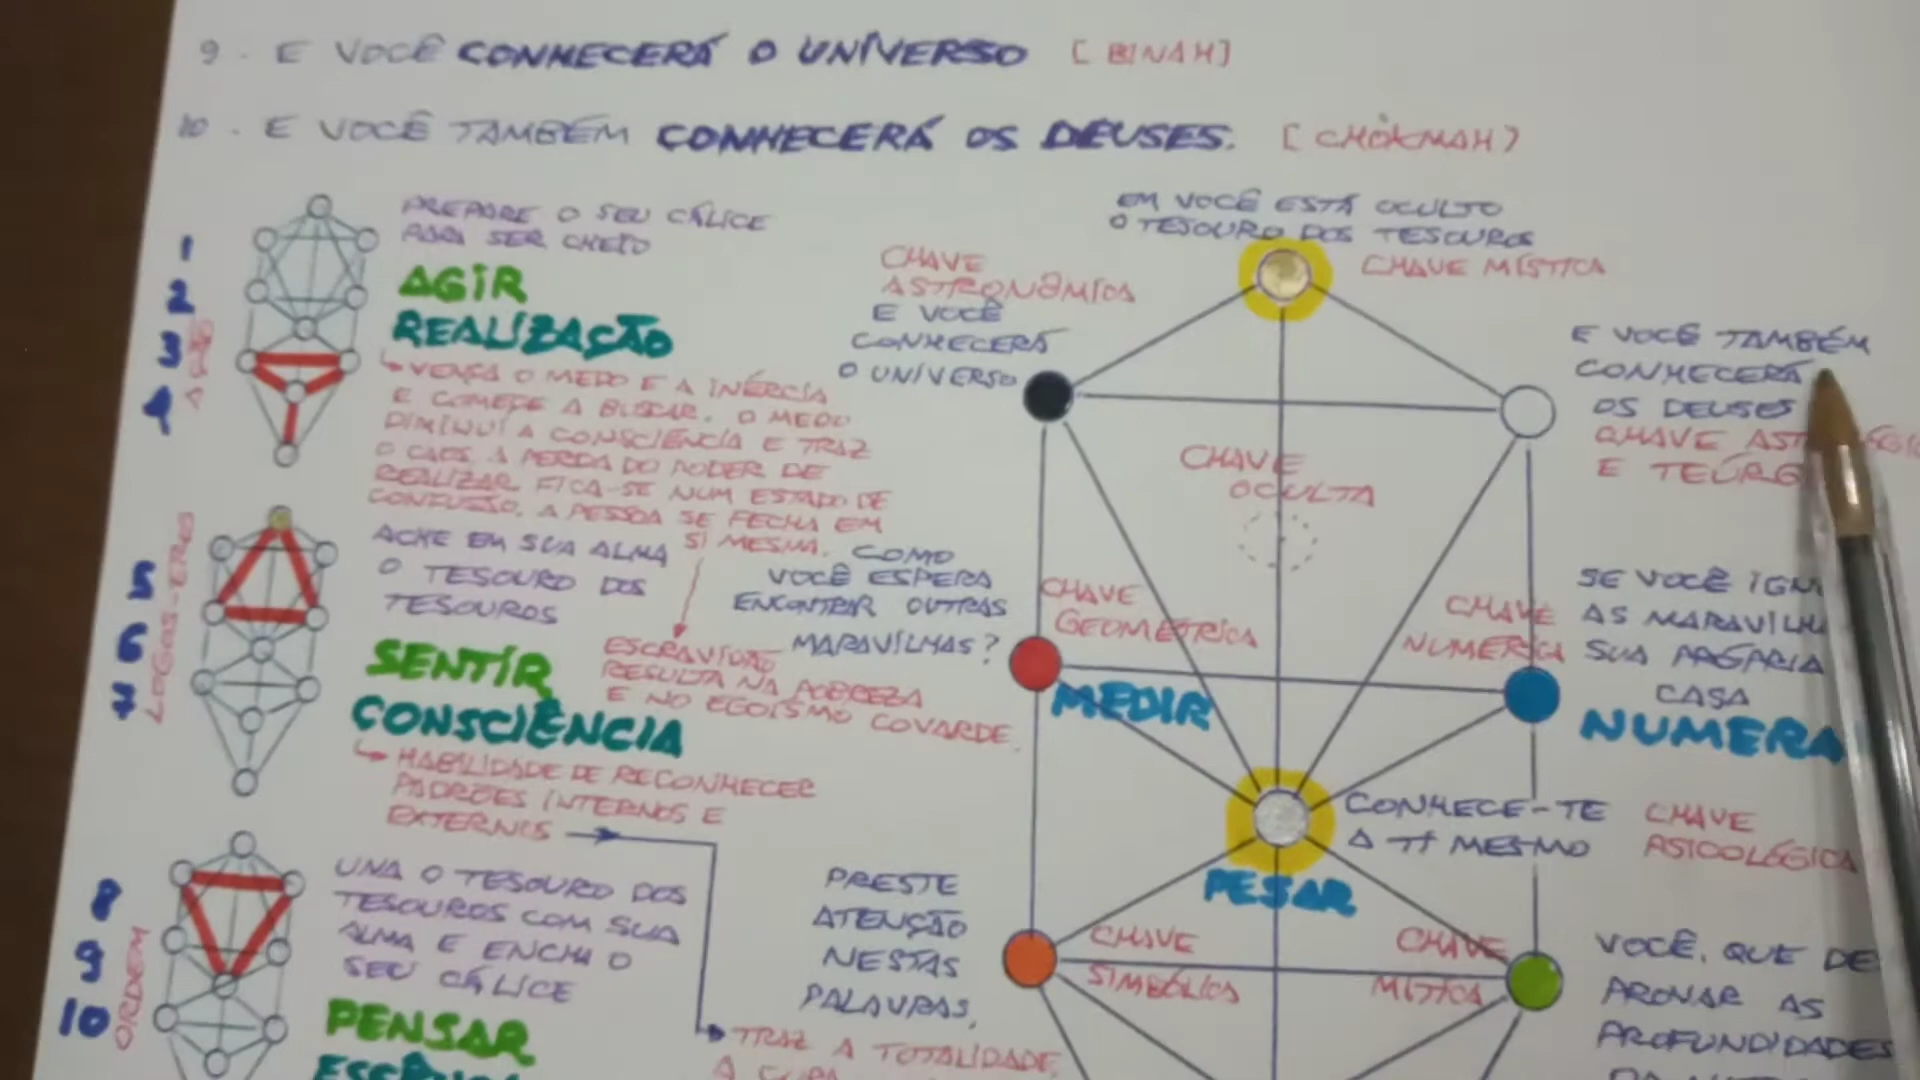 9. E VOCÊ CONHECERÁ O UNIVERSO [BINAH]
10. E VOCÊ TAMBÉM CONHECERÁ OS DEUSES. [CHOKMAH]
1
2
3
4
PREPARE O SEU CÁLICE
PARA SER CHEIO
AGIR
REALIZAÇÃO
VENÇA O MEDO E A INÉRCIA
E COMECE A BUSCAR. O MEDO
DIMINUI A CONSCIÊNCIA E TRAZ
O CAOS, A PERDA DO PODER DE
REALIZAR. FICA-SE NUM ESTADO DE
CONFUSÃO. A PESSOA SE FECHA EM
SI MESMA.
ESCRAVIDÃO
RESULTA NA POBREZA
E NO EGOÍSMO COVARDE.
5
6
7
LOGOS-EROS
ACHE EM SUA ALMA
O TESOURO DOS
TESOUROS
SENTIR
CONSCIÊNCIA
HABILIDADE DE RECONHECER
PADRÕES INTERNOS E
EXTERNOS
8
9
10
ORDEM
UNA O TESOURO DOS
TESOUROS COM SUA
ALMA E ENCHA O
SEU CÁLICE
PENSAR
ESSÊNCIA
TRAZ A TOTALIDADE,
EM VOCÊ ESTÁ OCULTO
O TESOURO DOS TESOUROS
CHAVE MÍSTICA
CHAVE
ASTRONÔMICA
E VOCÊ
CONHECERÁ
O UNIVERSO
E VOCÊ TAMBÉM
CONHECERÁ
OS DEUSES
CHAVE
E
CHAVE
OCULTA
COMO
VOCÊ ESPERA
ENCONTRAR OUTRAS
MARAVILHAS?
CHAVE
GEOMÉTRICA
MEDIR
CHAVE
NUMÉRICA
SE VOCÊ
AS
SUA PRÓPRIA
CASA
NUMERA
CONHECE-TE
A TI MESMO
CHAVE
PSICOLÓGICA
PESAR
PRESTE
ATENÇÃO
NESTAS
PALAVRAS,
CHAVE
SIMBÓLICA
CHAVE
MÍSTICA
VOCÊ, QUE DE
PROVAR AS
PROFUNDIDADES